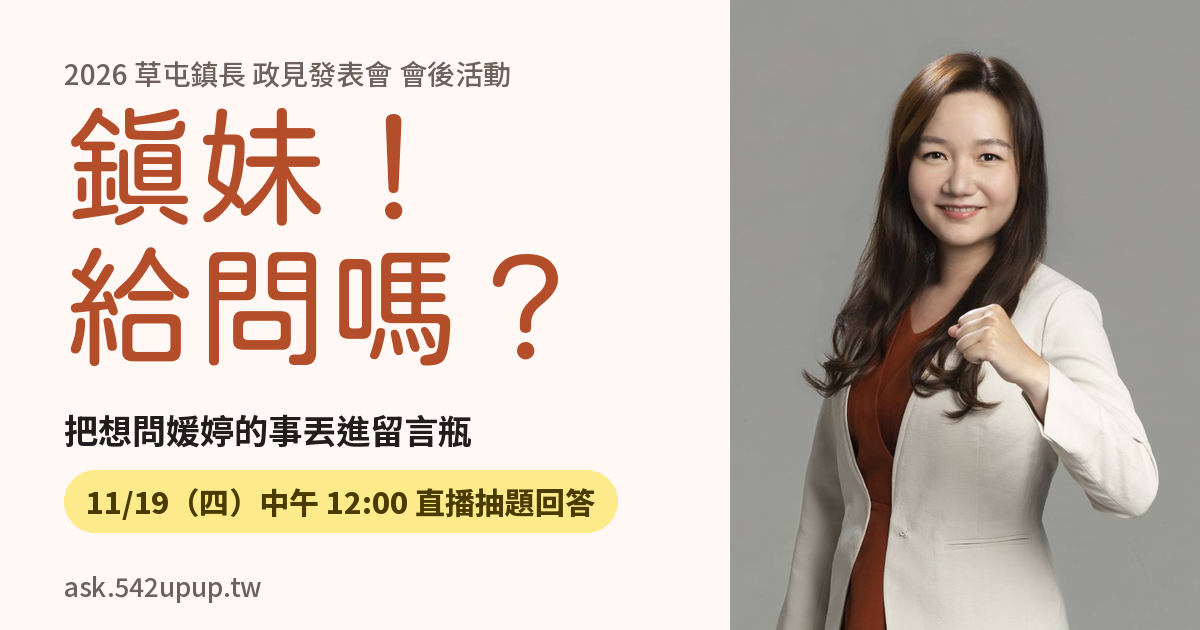 2026 草屯鎮長 政見發表會 會後活動
鎮妹！
給問嗎？
把想問媛婷的事丟進留言瓶
11/19（四）中午 12:00 直播抽題回答
ask.542upup.tw